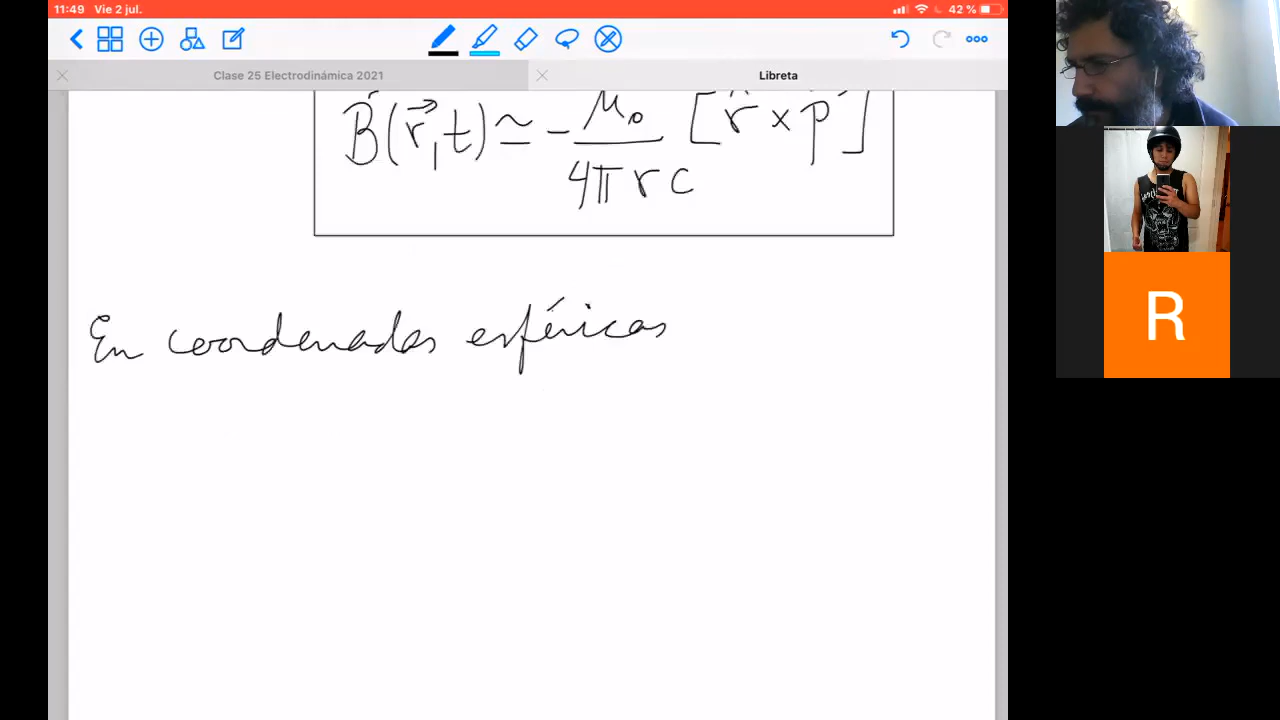 11:49 Vie 2 jul.
42 %
Clase 25 Electrodinámica 2021
Libreta
B(r⃗,t) ≃ - μ₀ / 4π r c [r̂ × p̈]
En coordenadas esféricas
R